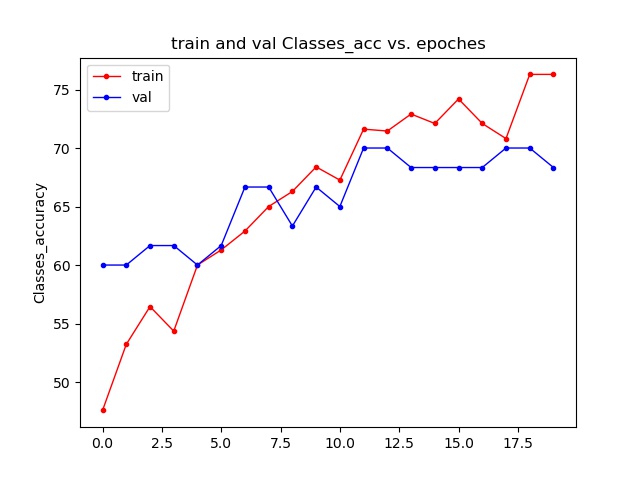 train and val Classes_acc vs. epoches
train
val
Classes_accuracy
75
70
65
60
55
50
0.0 2.5 5.0 7.5 10.0 12.5 15.0 17.5